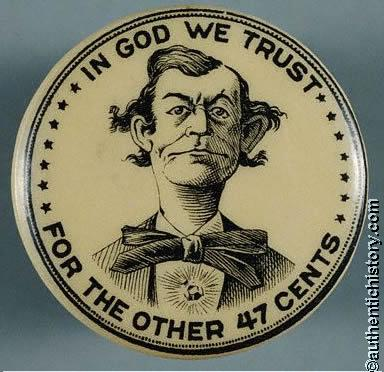 IN GOD WE TRUST
FOR THE OTHER 47 CENTS
©authentichistory.com